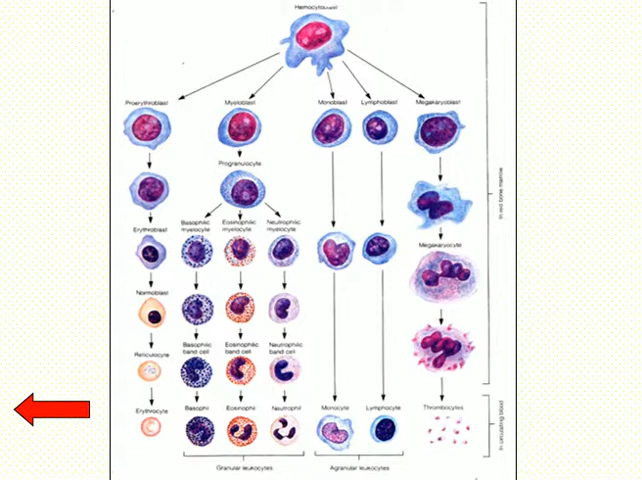 Hemocytoblast
Proerythroblast
Myeloblast
Monoblast
Lymphoblast
Megakaryoblast
Progranulocyte
Erythroblast
Basophilic
myelocyte
Eosinophilic
myelocyte
Neutrophilic
myelocyte
Megakaryocyte
In red bone marrow
Normoblast
Reticulocyte
Basophilic
band cell
Eosinophilic
band cell
Neutrophilic
band cell
Erythrocyte
Basophil
Eosinophil
Neutrophil
Monocyte
Lymphocyte
Thrombocytes
In circulating blood
Granular leukocytes
Agranular leukocytes